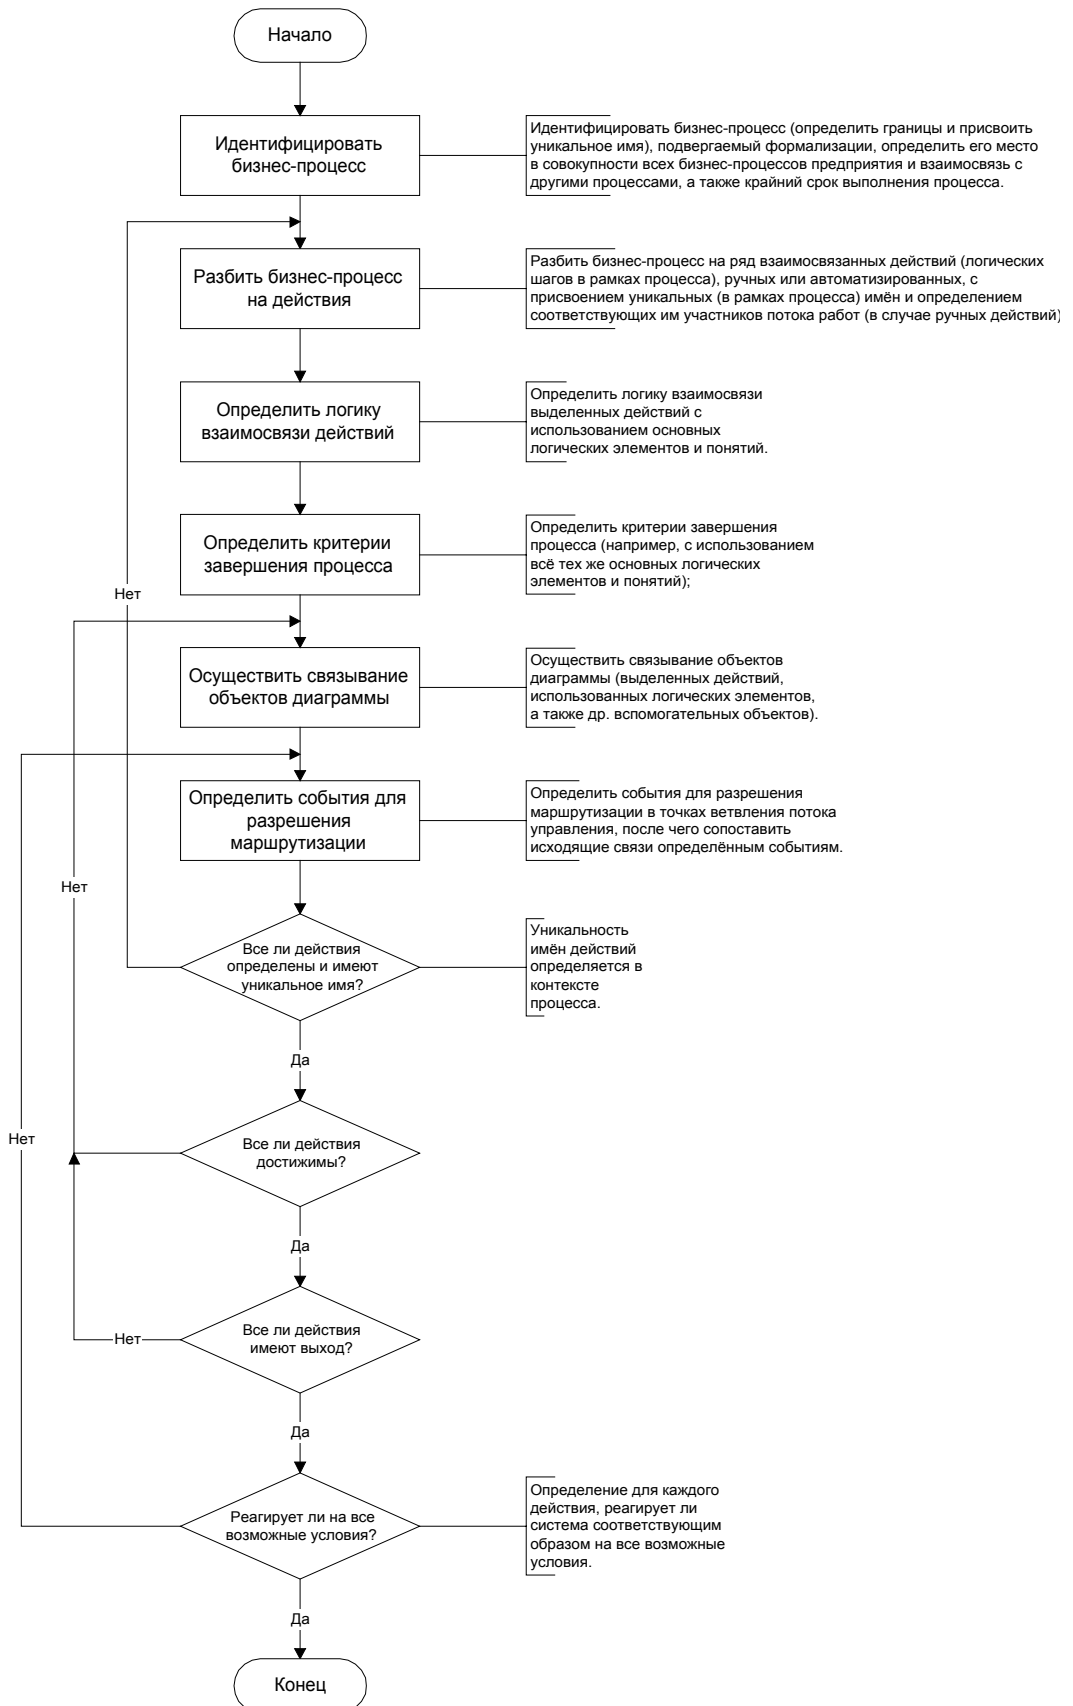 Начало
Идентифицировать
бизнес-процесс
Идентифицировать бизнес-процесс (определить границы и присвоить
уникальное имя), подвергаемый формализации, определить его место
в совокупности всех бизнес-процессов предприятия и взаимосвязь с
другими процессами, а также крайний срок выполнения процесса.
Разбить бизнес-процесс
на действия
Разбить бизнес-процесс на ряд взаимосвязанных действий (логических
шагов в рамках процесса), ручных или автоматизированных, с
присвоением уникальных (в рамках процесса) имён и определением
соответствующих им участников потока работ (в случае ручных действий)
Определить логику
взаимосвязи действий
Определить логику взаимосвязи
выделенных действий с
использованием основных
логических элементов и понятий.
Определить критерии
завершения процесса
Определить критерии завершения
процесса (например, с использованием
всё тех же основных логических
элементов и понятий);
Нет
Осуществить связывание
объектов диаграммы
Осуществить связывание объектов
диаграммы (выделенных действий,
использованных логических элементов,
а также др. вспомогательных объектов).
Определить события для
разрешения
маршрутизации
Определить события для разрешения
маршрутизации в точках ветвления потока
управления, после чего сопоставить
исходящие связи определённым событиям.
Нет
Все ли действия
определены и имеют
уникальное имя?
Уникальность
имён действий
определяется в
контексте
процесса.
Да
Нет
Все ли действия
достижимы?
Да
Нет
Все ли действия
имеют выход?
Да
Реагирует ли на все
возможные условия?
Определение для каждого
действия, реагирует ли
система соответствующим
образом на все возможные
условия.
Да
Конец